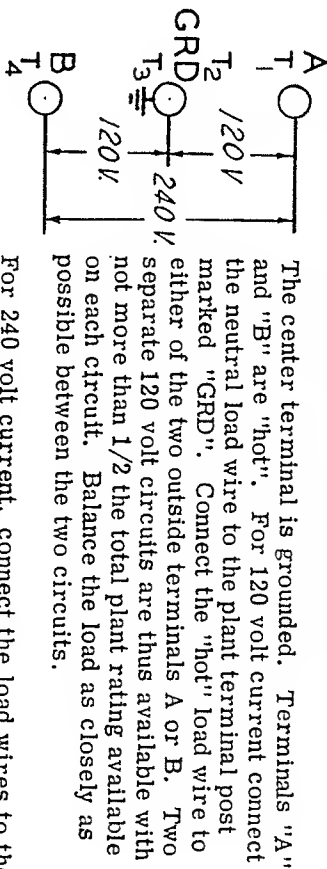 A
T1
120 V
T2
GRD
T3
240 V.
120 V.
B
T4
The center terminal is grounded. Terminals "A"
and "B" are "hot". For 120 volt current connect
the neutral load wire to the plant terminal post
marked "GRD". Connect the "hot" load wire to
either of the two outside terminals A or B. Two
separate 120 volt circuits are thus available with
not more than 1/2 the total plant rating available
on each circuit. Balance the load as closely as
possible between the two circuits.
For 240 volt current, connect the load wires to the